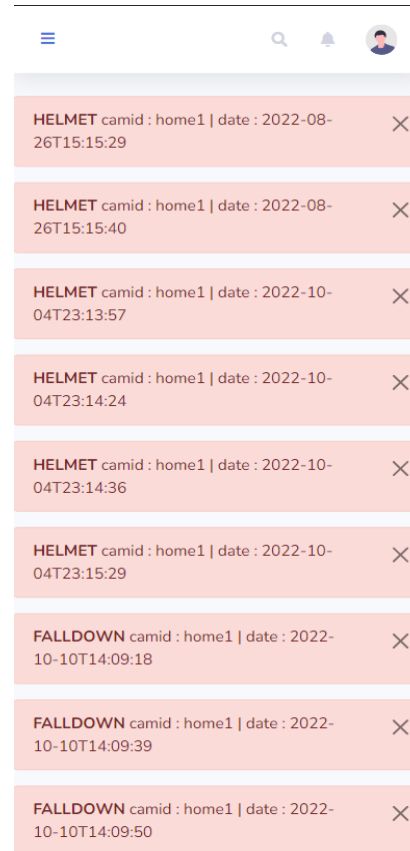 HELMET camid : home1 | date : 2022-08-
26T15:15:29
HELMET camid : home1 | date : 2022-08-
26T15:15:40
HELMET camid : home1 | date : 2022-10-
04T23:13:57
HELMET camid : home1 | date : 2022-10-
04T23:14:24
HELMET camid : home1 | date : 2022-10-
04T23:14:36
HELMET camid : home1 | date : 2022-10-
04T23:15:29
FALLDOWN camid : home1 | date : 2022-
10-10T14:09:18
FALLDOWN camid : home1 | date : 2022-
10-10T14:09:39
FALLDOWN camid : home1 | date : 2022-
10-10T14:09:50